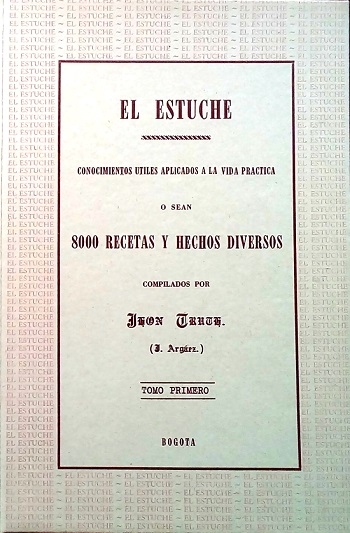 EL ESTUCHE
CONOCIMIENTOS UTILES APLICADOS A LA VIDA PRACTICA
O SEAN
8000 RECETAS Y HECHOS DIVERSOS
COMPILADOS POR
JHON TRUTH.
(J. Argáez.)
TOMO PRIMERO
BOGOTA